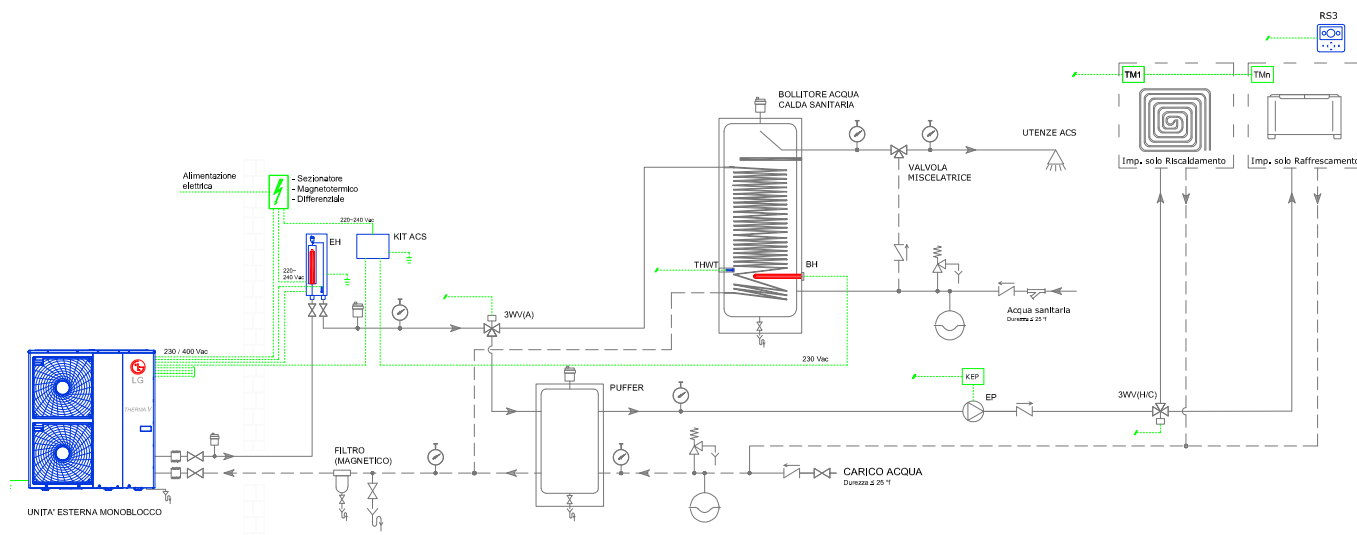 RS3
TM1
TMn
BOLLITORE ACQUA
CALDA SANITARIA
UTENZE ACS
VALVOLA
MISCELATRICE
Imp. solo Riscaldamento
Imp. solo Raffrescamento
Alimentazione
elettrica
- Sezionatore
- Magnetotermico
- Differenziale
220~240 Vac
EH
KIT ACS
220~
240 Vac
THWT
BH
3WV(A)
Acqua sanitaria
Durezza ≤ 25 °f
230 / 400 Vac
230 Vac
LG
THERMA V
PUFFER
KEP
EP
3WV(H/C)
FILTRO
(MAGNETICO)
CARICO ACQUA
Durezza ≤ 25 °f
UNITA' ESTERNA MONOBLOCCO